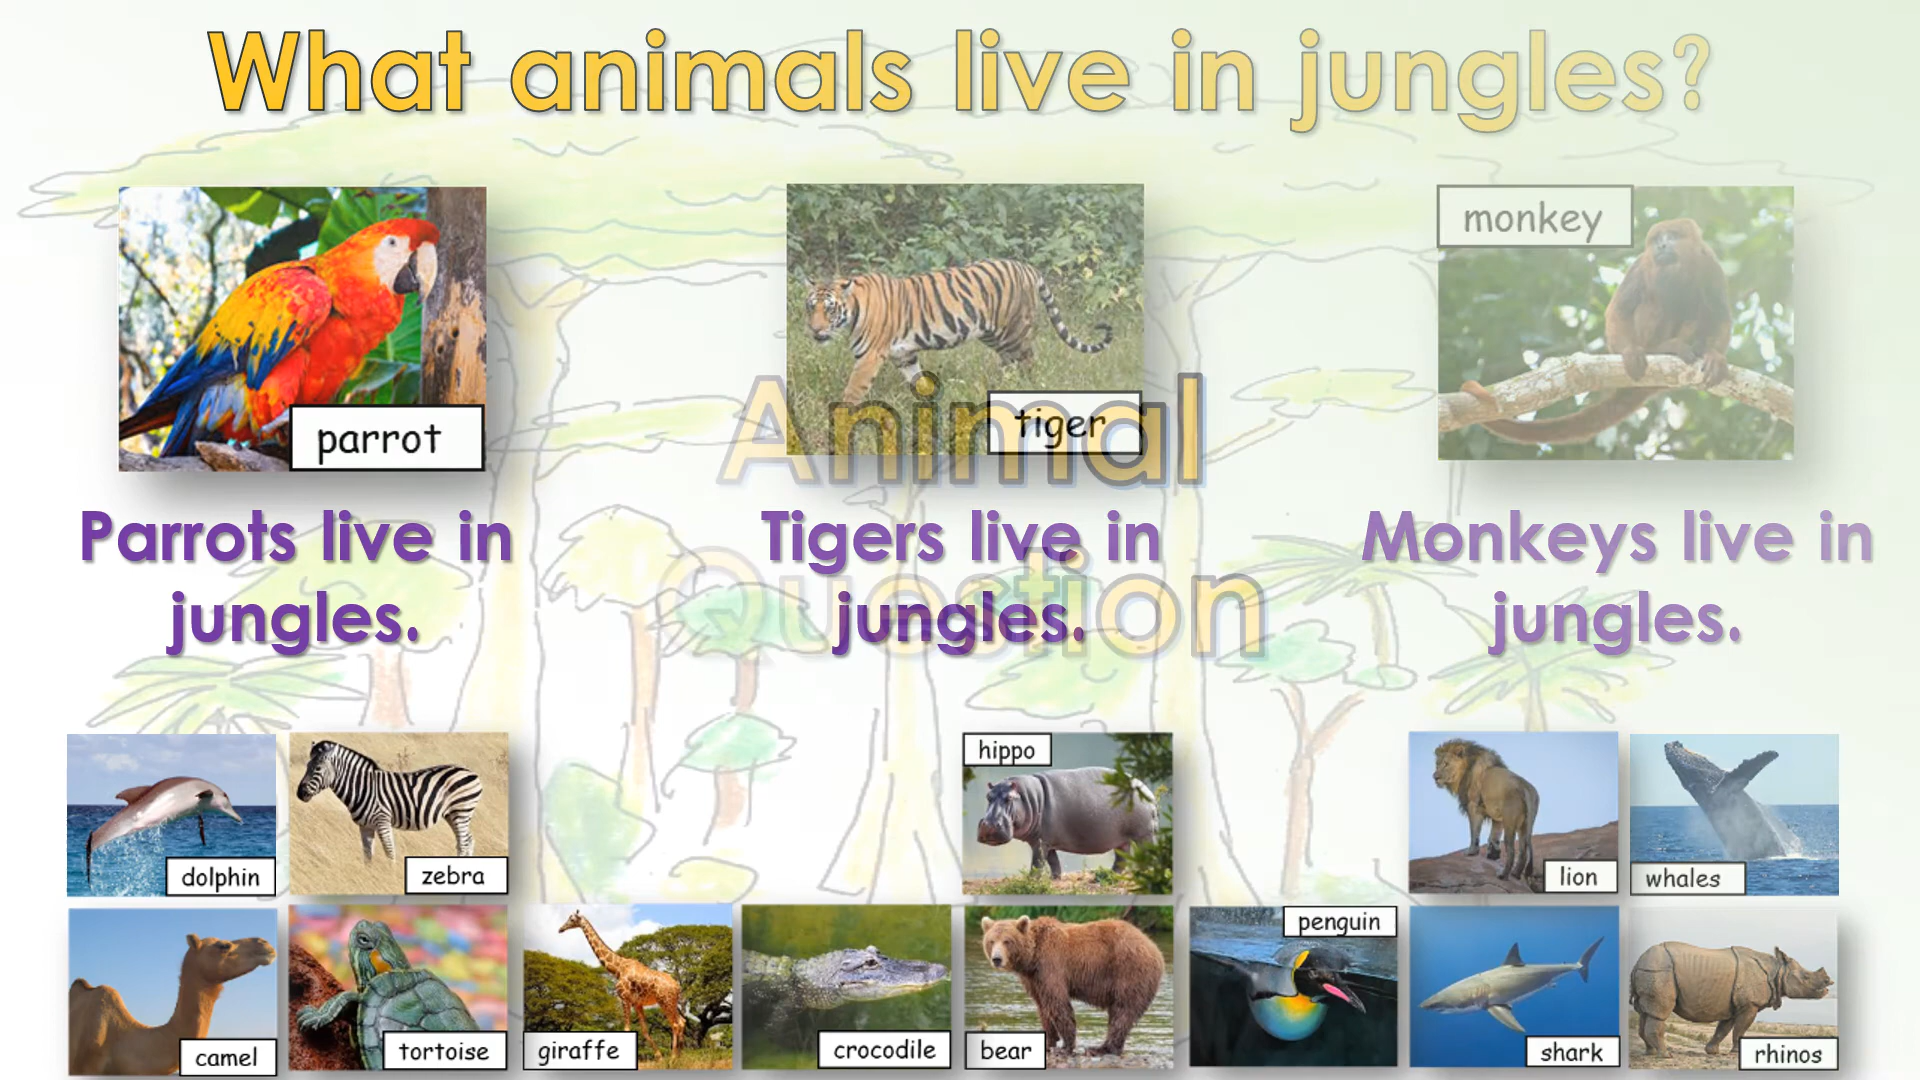 What animals live in jungles?
monkey
parrot
tiger
Animal
Question
Parrots live in
jungles.
Tigers live in
jungles.
Monkeys live in
jungles.
dolphin
zebra
hippo
lion
whales
camel
tortoise
giraffe
crocodile
bear
penguin
shark
rhinos